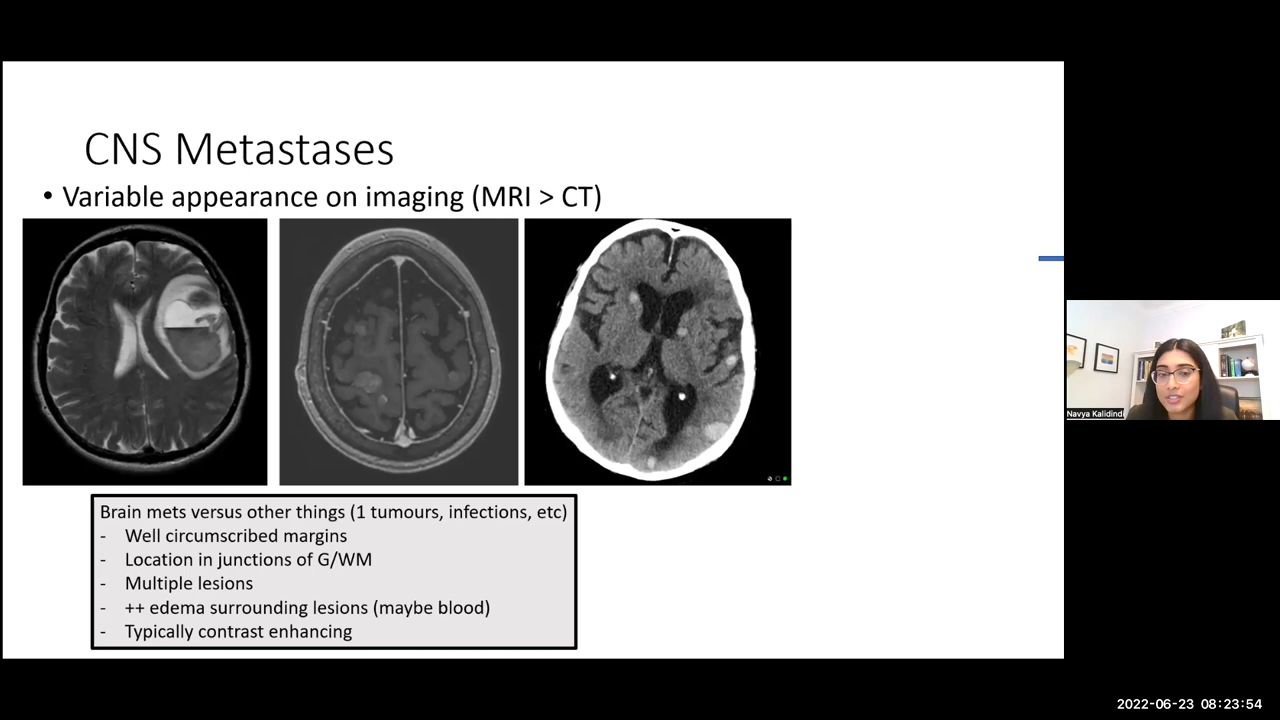 CNS Metastases
• Variable appearance on imaging (MRI > CT)
Brain mets versus other things (1 tumours, infections, etc)
- Well circumscribed margins
- Location in junctions of G/WM
- Multiple lesions
- ++ edema surrounding lesions (maybe blood)
- Typically contrast enhancing
Navya Kalidindi
2022-06-23 08:23:54